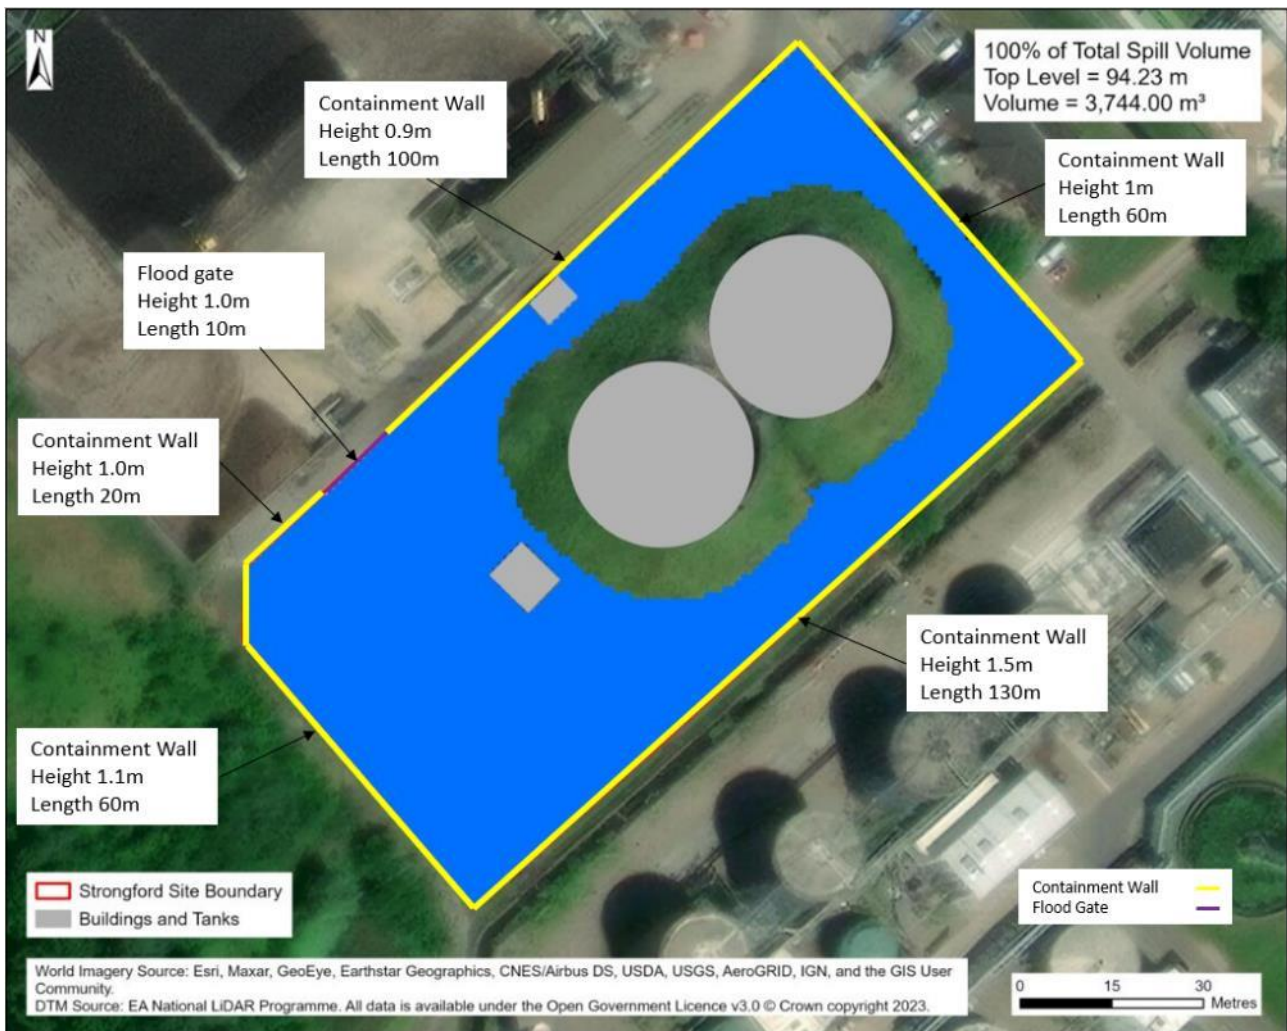 N
100% of Total Spill Volume
Top Level = 94.23 m
Volume = 3,744.00 m³
Containment Wall
Height 0.9m
Length 100m
Containment Wall
Height 1m
Length 60m
Flood gate
Height 1.0m
Length 10m
Containment Wall
Height 1.0m
Length 20m
Containment Wall
Height 1.5m
Length 130m
Containment Wall
Height 1.1m
Length 60m
Strongford Site Boundary
Buildings and Tanks
Containment Wall
Flood Gate
World Imagery Source: Esri, Maxar, GeoEye, Earthstar Geographics, CNES/Airbus DS, USDA, USGS, AeroGRID, IGN, and the GIS User
Community.
DTM Source: EA National LiDAR Programme. All data is available under the Open Government Licence v3.0 © Crown copyright 2023.
0 15 30
Metres